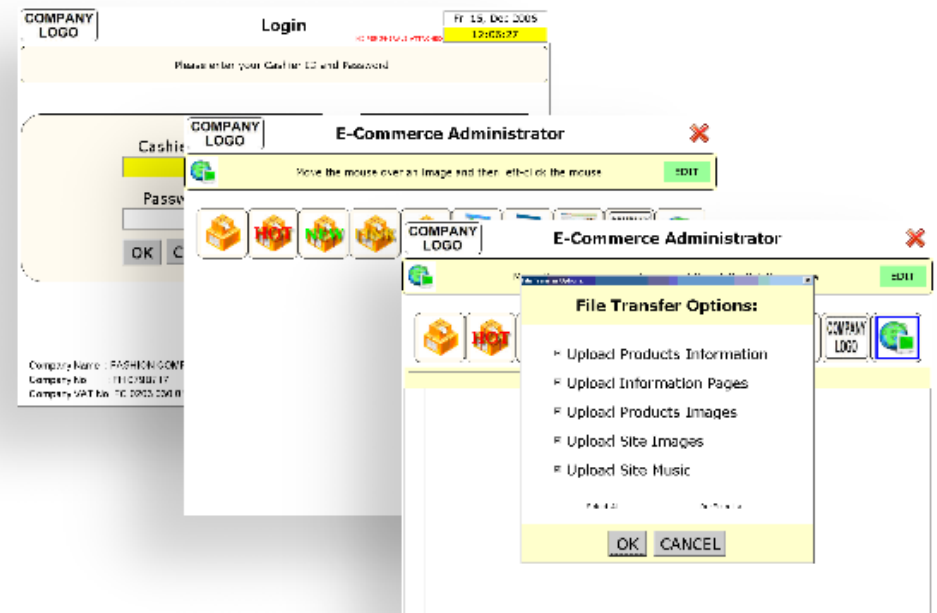 COMPANY
LOGO
Login
Fri 15, Dec 2006
12:06:27
Please enter your Cashier ID and Password
Cashie
Passw
OK
C
Company Name : FASHION COMP
Company No
Company VAT No
COMPANY
LOGO
E-Commerce Administrator
Move the mouse over an Image and then left-click the mouse
EDIT
HOT
NEW
COMPANY
LOGO
E-Commerce Administrator
EDIT
HOT
COMPANY
LOGO
File Transfer Options:
Upload Products Information
Upload Information Pages
Upload Products Images
Upload Site Images
Upload Site Music
OK
CANCEL